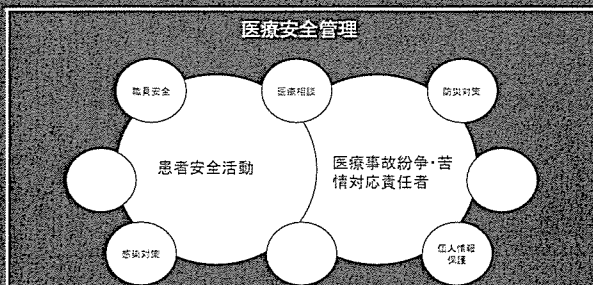 医療安全管理
職員安全
医療相談
防災対策
患者安全活動
医療事故紛争・苦
情対応責任者
感染対策
個人情報
保護